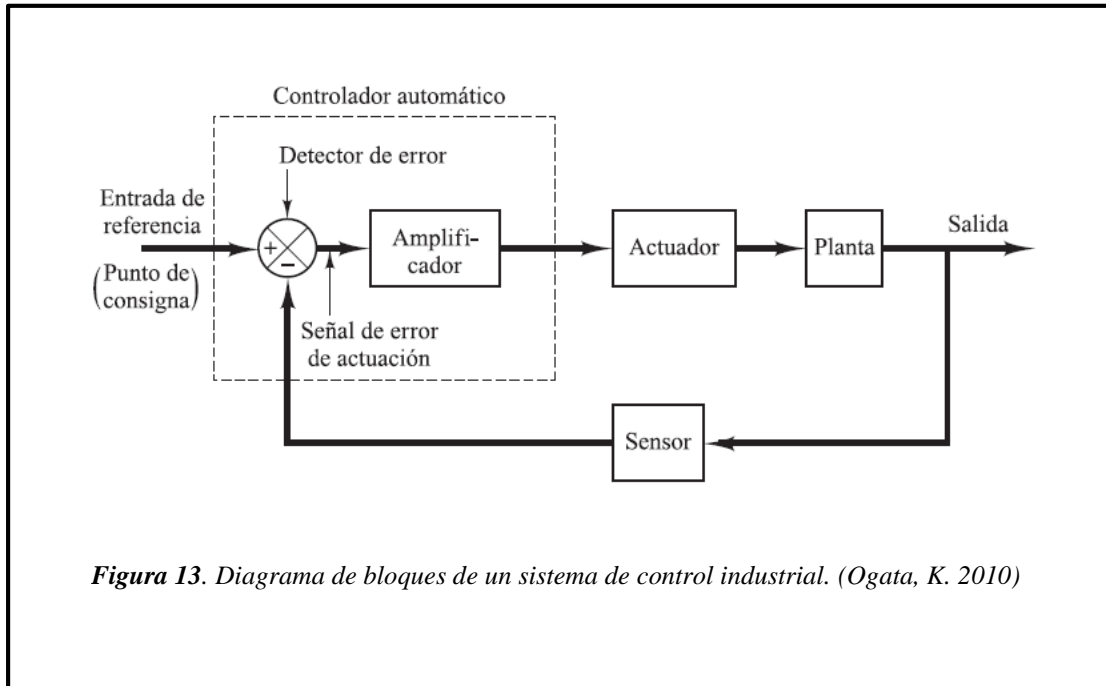 Controlador automático
Detector de error
Entrada de
referencia
(Punto de
consigna)
+
−
Señal de error
de actuación
Amplifi-
cador
Actuador
Planta
Salida
Sensor
Figura 13. Diagrama de bloques de un sistema de control industrial. (Ogata, K. 2010)